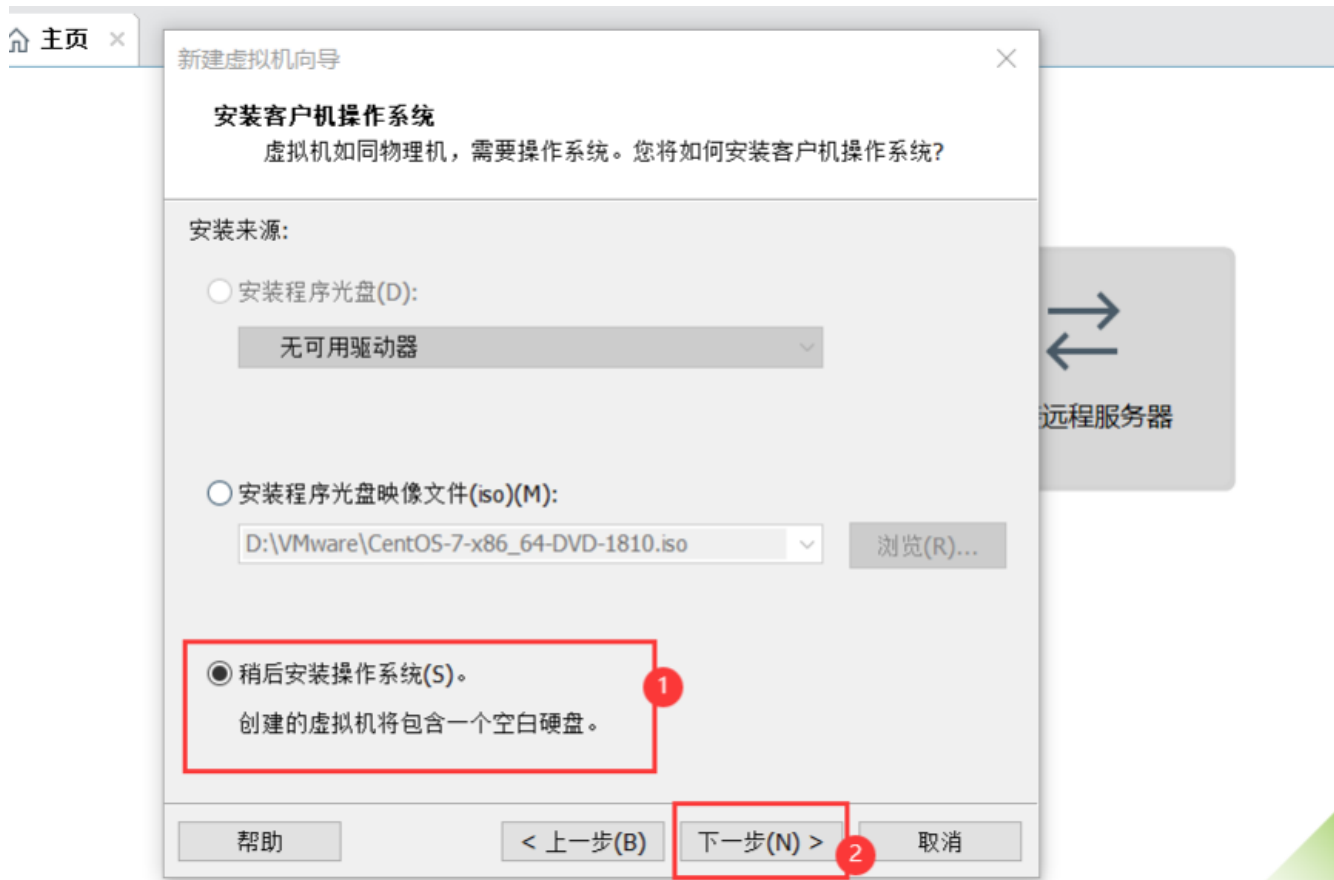 主页
新建虚拟机向导
安装客户机操作系统
虚拟机如同物理机，需要操作系统。您将如何安装客户机操作系统?
安装来源:
安装程序光盘(D):
无可用驱动器
远程服务器
安装程序光盘映像文件(iso)(M):
D:\VMware\CentOS-7-x86_64-DVD-1810.iso
浏览(R)...
稍后安装操作系统(S)。
1
创建的虚拟机将包含一个空白硬盘。
帮助
< 上一步(B)
下一步(N) >
2
取消